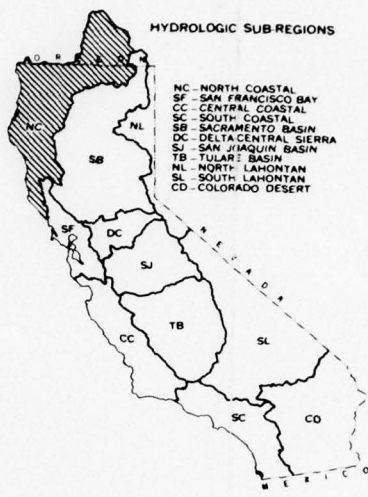 HYDROLOGIC SUB-REGIONS
OREGON
NC - NORTH COASTAL
SF - SAN FRANCISCO BAY
CC - CENTRAL COASTAL
SC - SOUTH COASTAL
SB - SACRAMENTO BASIN
DC - DELTA-CENTRAL SIERRA
SJ - SAN JOAQUIN BASIN
TB - TULARE BASIN
NL - NORTH LAHONTAN
SL - SOUTH LAHONTAN
CD - COLORADO DESERT
NC
NL
SB
SF
DC
NEVADA
SJ
CC
TB
SL
SC
CD
MEXICO